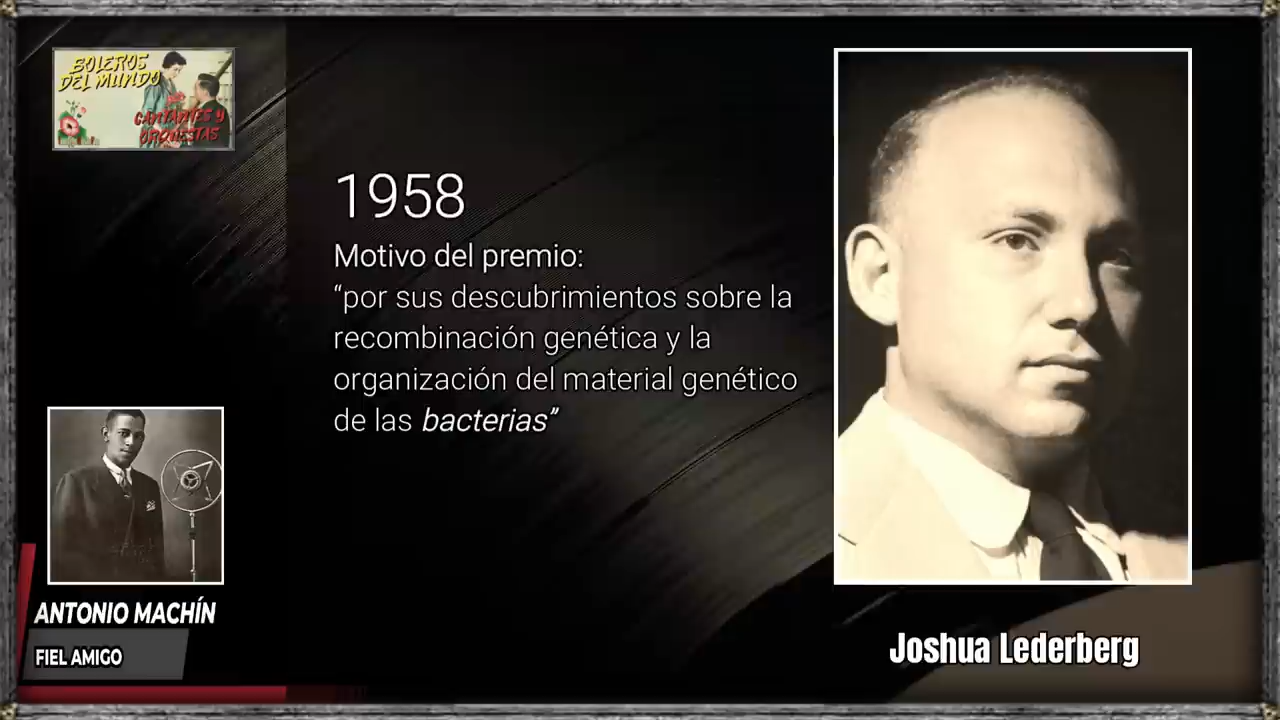 BOLEROS
DEL MUNDO
CANTANTES Y
ORQUESTAS
1958
Motivo del premio:
“por sus descubrimientos sobre la
recombinación genética y la
organización del material genético
de las bacterias”
ANTONIO MACHÍN
FIEL AMIGO
Joshua Lederberg